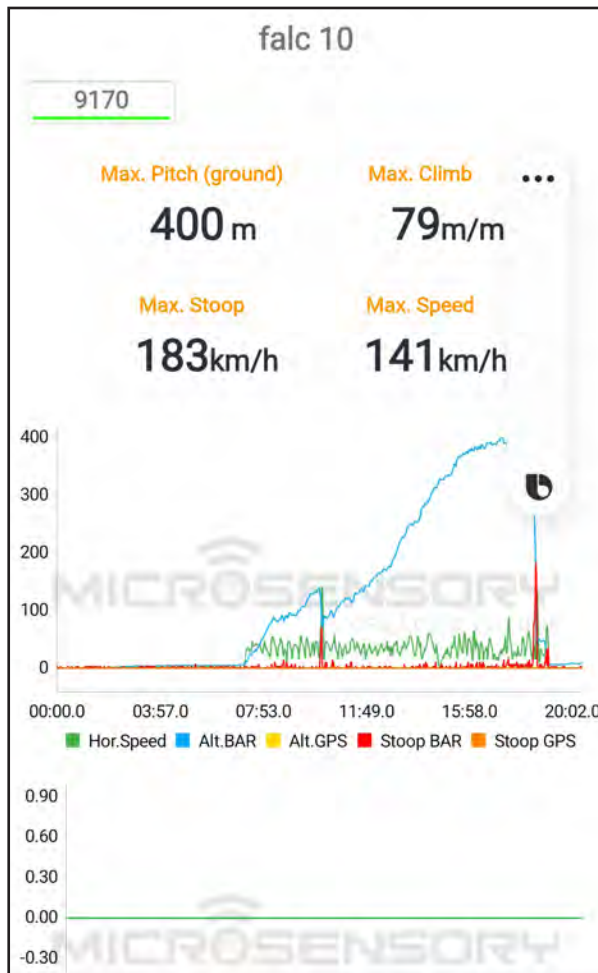 falc 10
9170
Max. Pitch (ground) Max. Climb
400 m 79m/m
Max. Stoop Max. Speed
183km/h 141km/h
400
300
200
MICROSENSORY
100
0
00:00.0 03:57.0 07:53.0 11:49.0 15:58.0 20:02.0
Hor.Speed Alt.BAR Alt.GPS Stoop BAR Stoop GPS
0.90
0.60
0.30
0.00
MICROSENSORY
-0.30